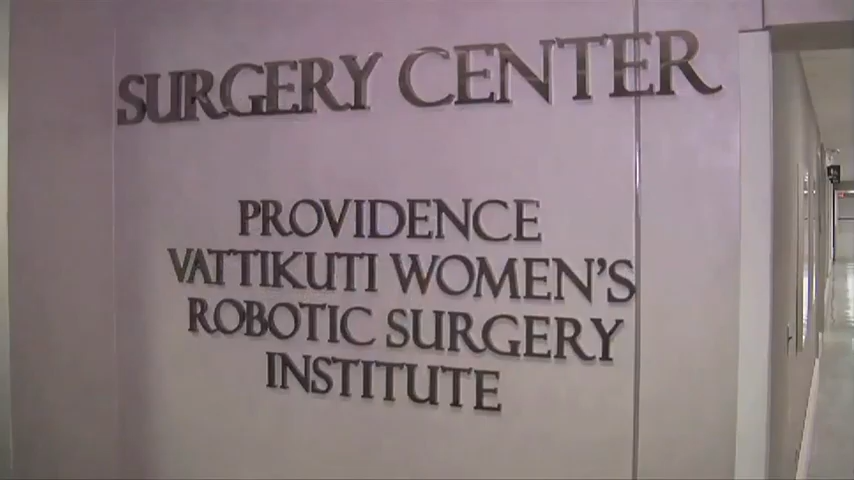 SURGERY CENTER
PROVIDENCE
VATTIKUTI WOMEN'S
ROBOTIC SURGERY
INSTITUTE